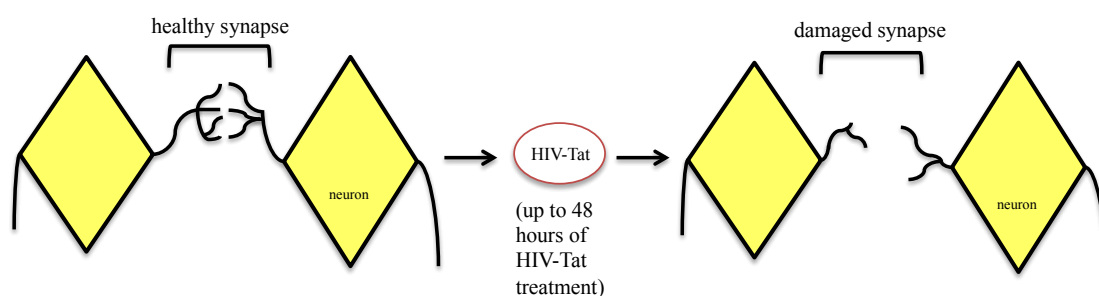 healthy synapse
damaged synapse
HIV-Tat
neuron
neuron
(up to 48
hours of
HIV-Tat
treatment)